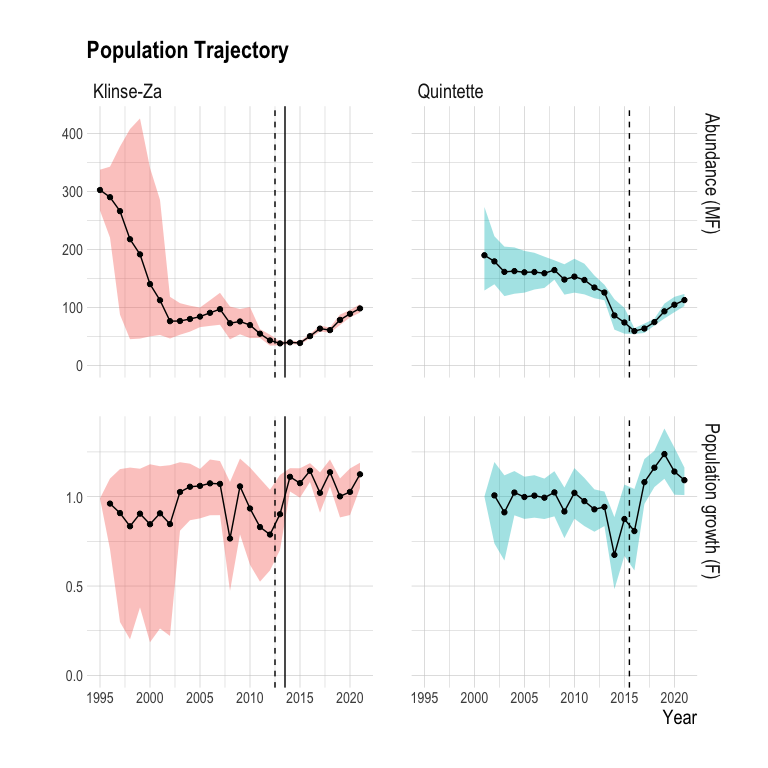 Population Trajectory
Klinse-Za
Quintette
400
300
200
100
0
Abundance (MF)
1.0
0.5
0.0
Population growth (F)
1995 2000 2005 2010 2015 2020 1995 2000 2005 2010 2015 2020
Year